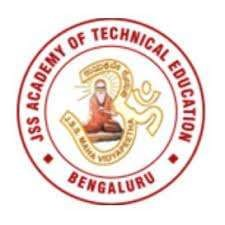 JSS ACADEMY OF TECHNICAL EDUCATION
J.S.S. MAHA VIDYAPEETHA
• BENGALURU •